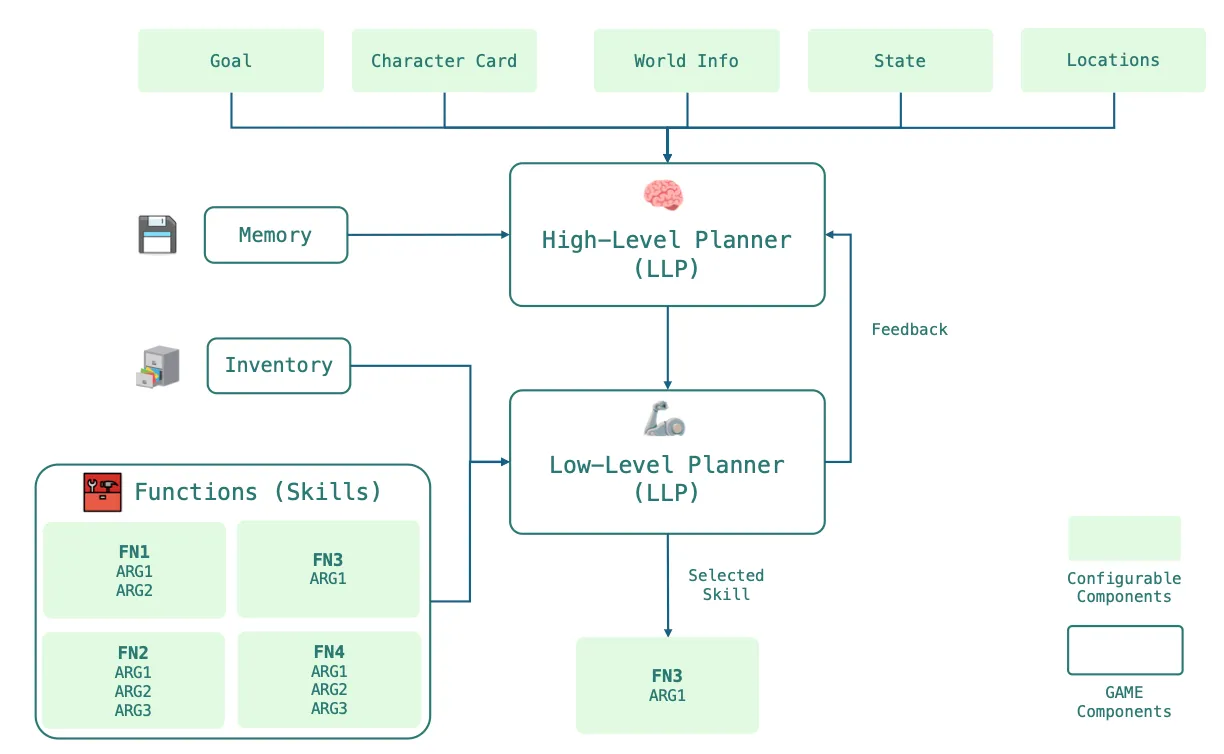 Goal
Character Card
World Info
State
Locations
Memory
High-Level Planner
(LLP)
Feedback
Inventory
Low-Level Planner
(LLP)
Functions (Skills)
FN1
ARG1
ARG2
FN3
ARG1
FN2
ARG1
ARG2
ARG3
FN4
ARG1
ARG2
ARG3
Selected
Skill
FN3
ARG1
Configurable
Components
GAME
Components